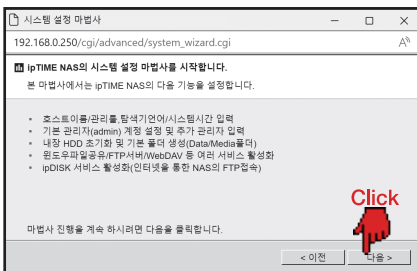 시스템 설정 마법사
192.168.0.250/cgi/advanced/system_wizard.cgi
ipTIME NAS의 시스템 설정 마법사를 시작합니다.
본 마법사에서는 ipTIME NAS의 다음 기능을 설정합니다.
호스트이름/관리툴,탐색기언어/시스템시간 입력
기본 관리자(admin) 계정 설정 및 추가 관리자 입력
내장 HDD 초기화 및 기본 폴더 생성(Data/Media폴더)
윈도우파일공유/FTP서버/WebDAV 등 여러 서비스 활성화
ipDISK 서비스 활성화(인터넷을 통한 NAS의 FTP접속)
Click
마법사 진행을 계속 하시려면 다음을 클릭합니다.
< 이전 다음 >